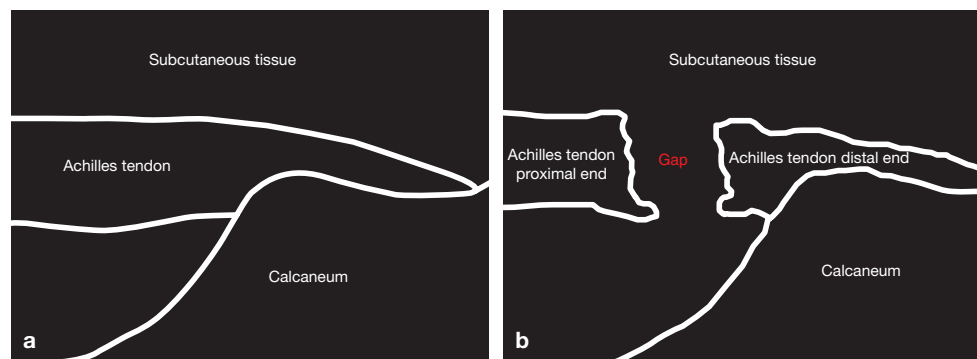 Subcutaneous tissue
Achilles tendon
Calcaneum
a
Subcutaneous tissue
Achilles tendon
proximal end
Gap
Achilles tendon distal end
Calcaneum
b